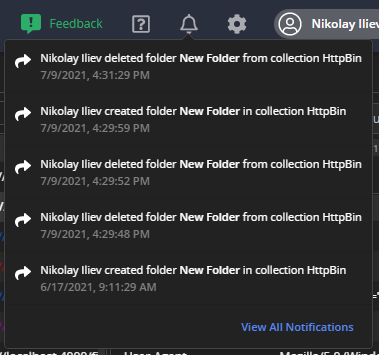 Feedback
Nikolay Iliev
Nikolay Iliev deleted folder New Folder from collection HttpBin
7/9/2021, 4:31:29 PM
Nikolay Iliev created folder New Folder in collection HttpBin
7/9/2021, 4:29:59 PM
Nikolay Iliev deleted folder New Folder from collection HttpBin
7/9/2021, 4:29:52 PM
Nikolay Iliev deleted folder New Folder from collection HttpBin
7/9/2021, 4:29:48 PM
Nikolay Iliev created folder New Folder in collection HttpBin
6/17/2021, 9:11:29 AM
View All Notifications